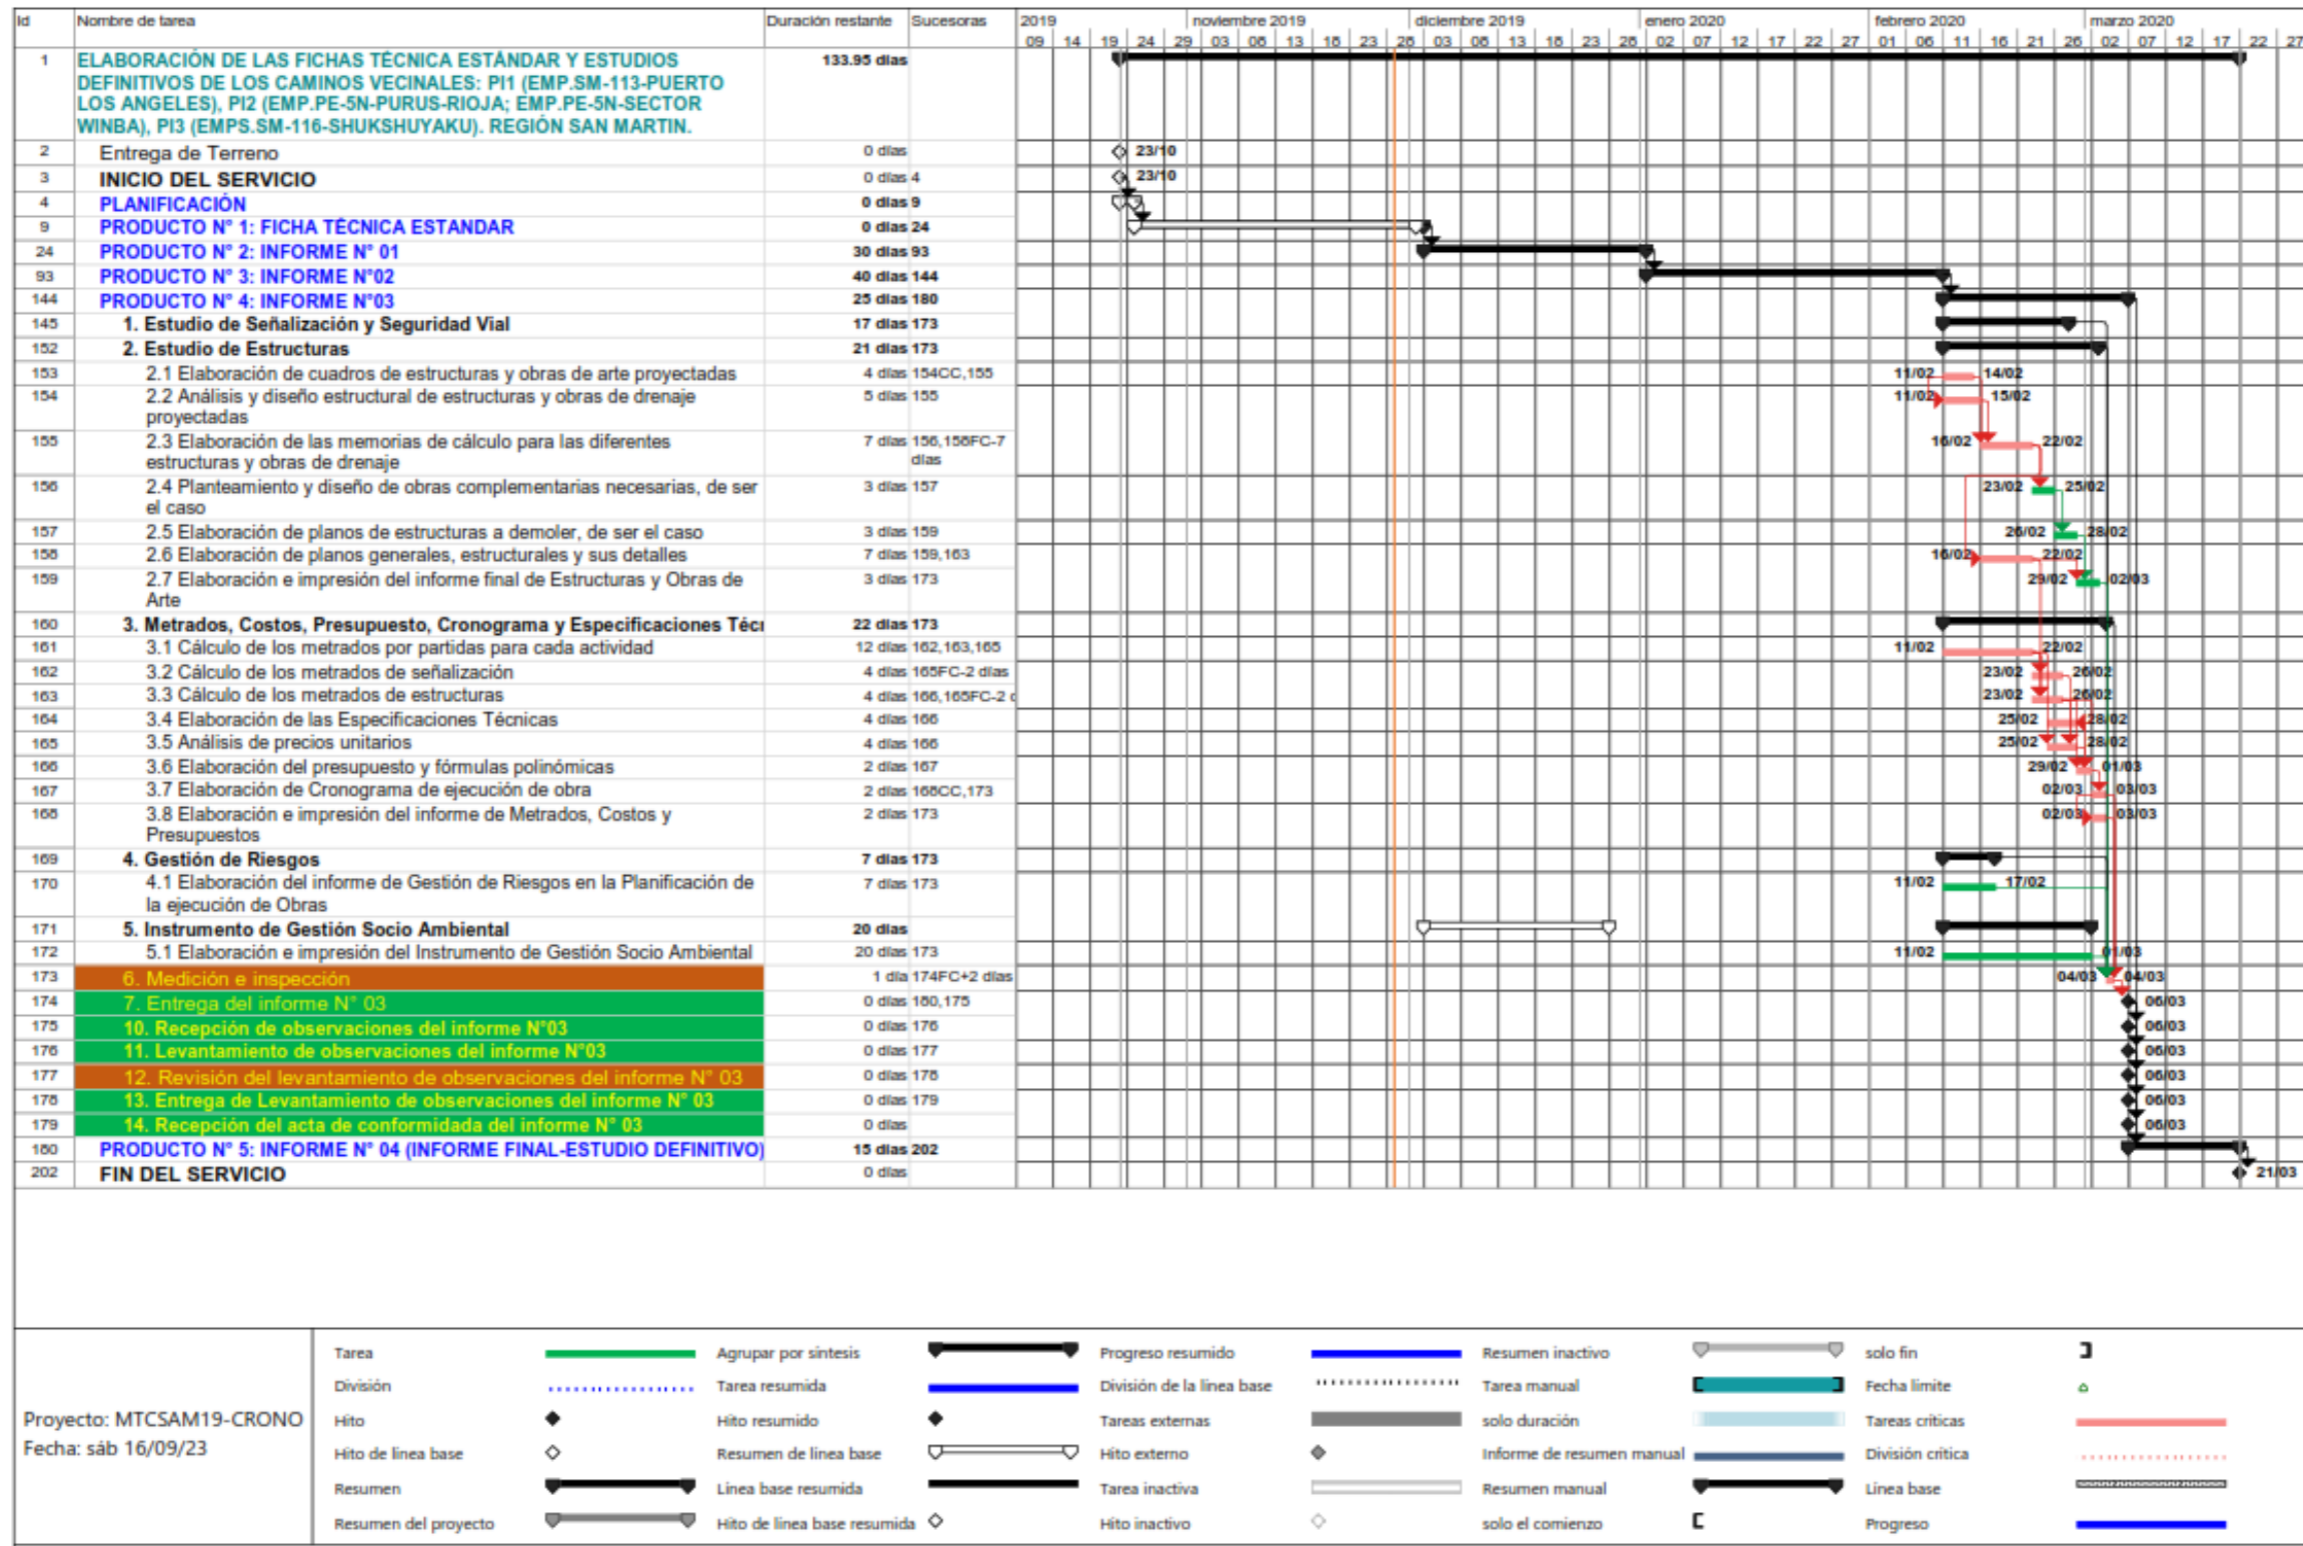 Id Nombre de tarea Duración restante Sucesoras 2019 noviembre 2019 diciembre 2019 enero 2020 febrero 2020 marzo 2020
09 14 19 24 29 03 08 13 18 23 28 03 08 13 18 23 28 02 07 12 17 22 27 01 06 11 16 21 26 02 07 12 17 22 27
1 ELABORACIÓN DE LAS FICHAS TÉCNICA ESTÁNDAR Y ESTUDIOS 133.95 días
DEFINITIVOS DE LOS CAMINOS VECINALES: PI1 (EMP.SM-113-PUERTO
LOS ANGELES), PI2 (EMP.PE-5N-PURUS-RIOJA; EMP.PE-5N-SECTOR
WINBA), PI3 (EMPS.SM-116-SHUKSHUYAKU). REGIÓN SAN MARTIN.
2 Entrega de Terreno 0 días 23/10
3 INICIO DEL SERVICIO 0 días 4 23/10
4 PLANIFICACIÓN 0 días 9
9 PRODUCTO N° 1: FICHA TÉCNICA ESTANDAR 0 días 24
24 PRODUCTO N° 2: INFORME N° 01 30 días 93
93 PRODUCTO N° 3: INFORME N°02 40 días 144
144 PRODUCTO N° 4: INFORME N°03 25 días 180
145 1. Estudio de Señalización y Seguridad Vial 17 días 173
152 2. Estudio de Estructuras 21 días 173
153 2.1 Elaboración de cuadros de estructuras y obras de arte proyectadas 4 días 154CC,155 11/02 14/02
154 2.2 Análisis y diseño estructural de estructuras y obras de drenaje 5 días 155 11/02 15/02
proyectadas
155 2.3 Elaboración de las memorias de cálculo para las diferentes 7 días 156,158FC-7 16/02 22/02
estructuras y obras de drenaje días
156 2.4 Planteamiento y diseño de obras complementarias necesarias, de ser 3 días 157 23/02 25/02
el caso
157 2.5 Elaboración de planos de estructuras a demoler, de ser el caso 3 días 159 26/02 28/02
158 2.6 Elaboración de planos generales, estructurales y sus detalles 7 días 159,163 16/02 22/02
159 2.7 Elaboración e impresión del informe final de Estructuras y Obras de 3 días 173 29/02 02/03
Arte
160 3. Metrados, Costos, Presupuesto, Cronograma y Especificaciones Técr 22 días 173
161 3.1 Cálculo de los metrados por partidas para cada actividad 12 días 162,163,165 11/02 22/02
162 3.2 Cálculo de los metrados de señalización 4 días 165FC-2 días 23/02 26/02
163 3.3 Cálculo de los metrados de estructuras 4 días 166,165FC-2 d 23/02 26/02
164 3.4 Elaboración de las Especificaciones Técnicas 4 días 166 25/02 28/02
165 3.5 Análisis de precios unitarios 4 días 166 25/02 28/02
166 3.6 Elaboración del presupuesto y fórmulas polinómicas 2 días 167 29/02 01/03
167 3.7 Elaboración de Cronograma de ejecución de obra 2 días 168CC,173 02/03 03/03
168 3.8 Elaboración e impresión del informe de Metrados, Costos y 2 días 173 02/03 03/03
Presupuestos
169 4. Gestión de Riesgos 7 días 173
170 4.1 Elaboración del informe de Gestión de Riesgos en la Planificación de 7 días 173 11/02 17/02
la ejecución de Obras
171 5. Instrumento de Gestión Socio Ambiental 20 días
172 5.1 Elaboración e impresión del Instrumento de Gestión Socio Ambiental 20 días 173 11/02 01/03
173 6. Medición e inspección 1 día 174FC+2 días 04/03 04/03
174 7. Entrega del informe N° 03 0 días 180,175 06/03
175 10. Recepción de observaciones del informe N°03 0 días 176 06/03
176 11. Levantamiento de observaciones del informe N°03 0 días 177 06/03
177 12. Revisión del levantamiento de observaciones del informe N° 03 0 días 178 06/03
178 13. Entrega de Levantamiento de observaciones del informe N° 03 0 días 179 06/03
179 14. Recepción del acta de conformidada del informe N° 03 0 días 06/03
180 PRODUCTO N° 5: INFORME N° 04 (INFORME FINAL-ESTUDIO DEFINITIVO) 15 días 202
202 FIN DEL SERVICIO 0 días 21/03
Tarea Agrupar por síntesis Progreso resumido Resumen inactivo solo fin
División Tarea resumida División de la línea base Tarea manual Fecha límite
Proyecto: MTCSAM19-CRONO
Fecha: sáb 16/09/23
Hito Hito resumido Tareas externas solo duración Tareas críticas
Hito de línea base Resumen de línea base Hito externo Informe de resumen manual División crítica
Resumen Línea base resumida Tarea inactiva Resumen manual Línea base
Resumen del proyecto Hito de línea base resumida Hito inactivo solo el comienzo Progreso